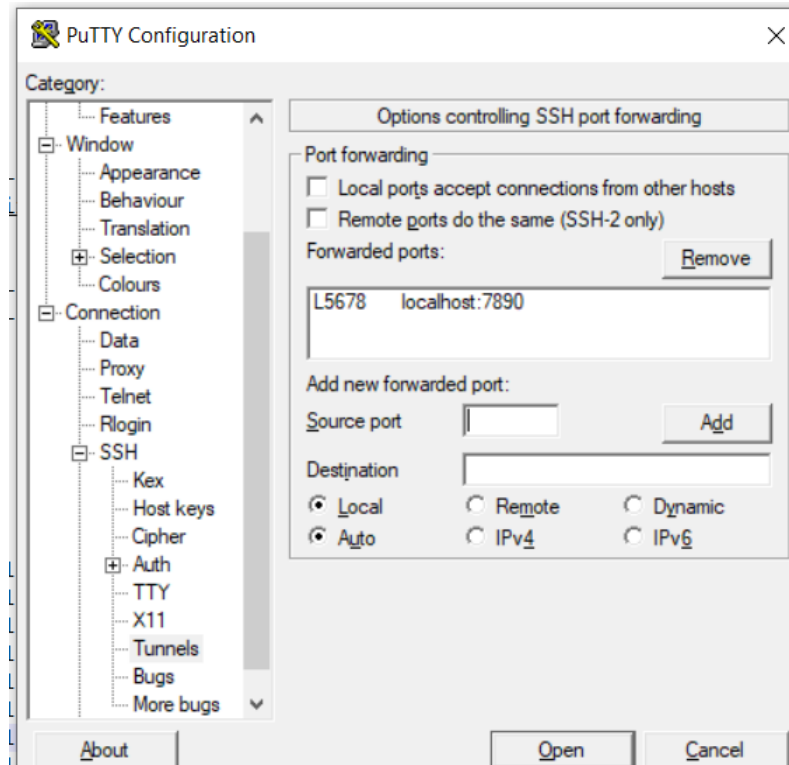 PuTTY Configuration
Category:
Features
Window
Appearance
Behaviour
Translation
Selection
Colours
Connection
Data
Proxy
Telnet
Rlogin
SSH
Kex
Host keys
Cipher
Auth
TTY
X11
Tunnels
Bugs
More bugs
Options controlling SSH port forwarding
Port forwarding
Local ports accept connections from other hosts
Remote ports do the same (SSH-2 only)
Forwarded ports:
Remove
L5678 localhost:7890
Add new forwarded port:
Source port
Add
Destination
Local Remote Dynamic
Auto IPv4 IPv6
About
Open
Cancel